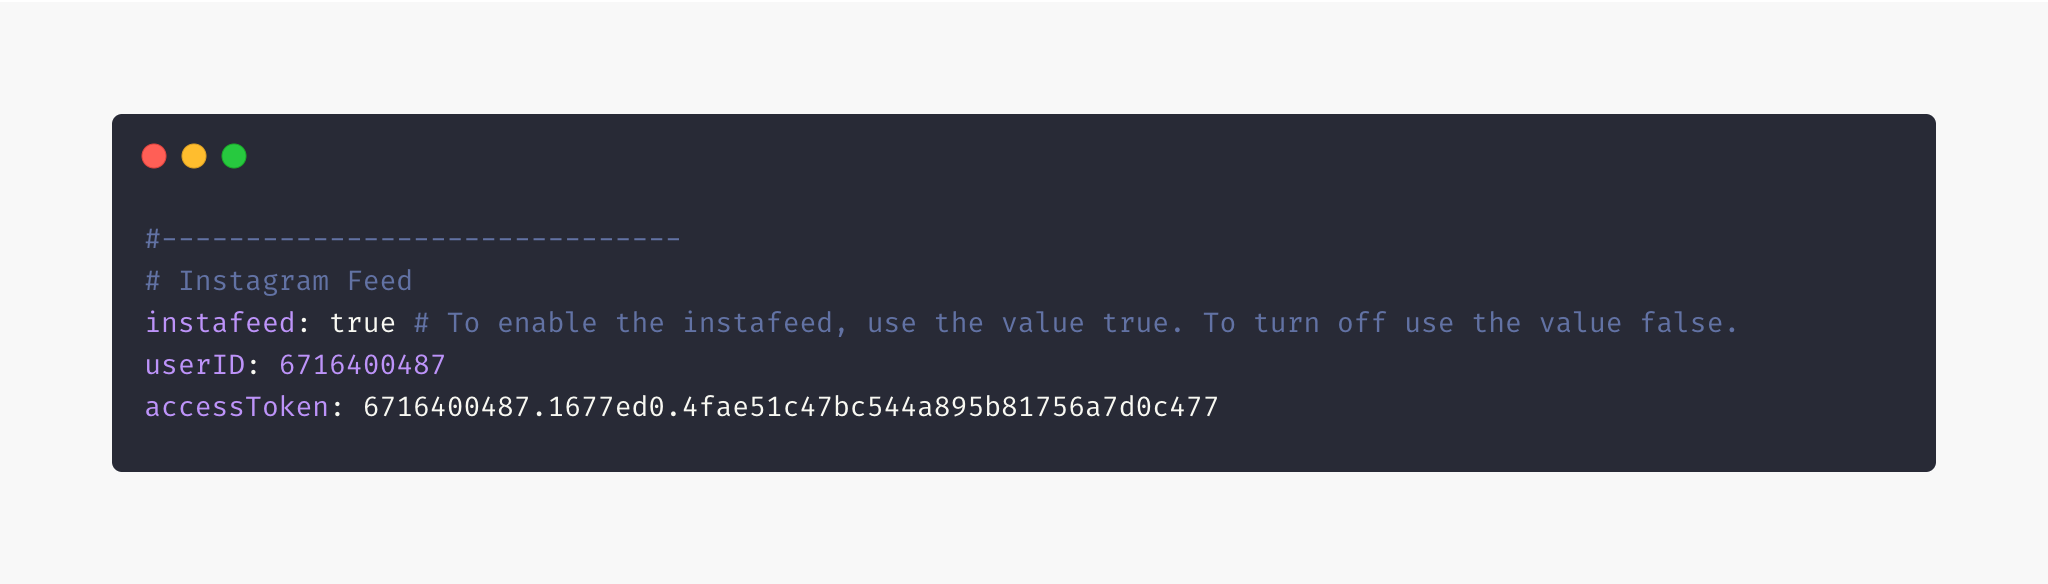 #-------------------------------
# Instagram Feed
instafeed: true # To enable the instafeed, use the value true. To turn off use the value false.
userID: 6716400487
accessToken: 6716400487.1677ed0.4fae51c47bc544a895b81756a7d0c477